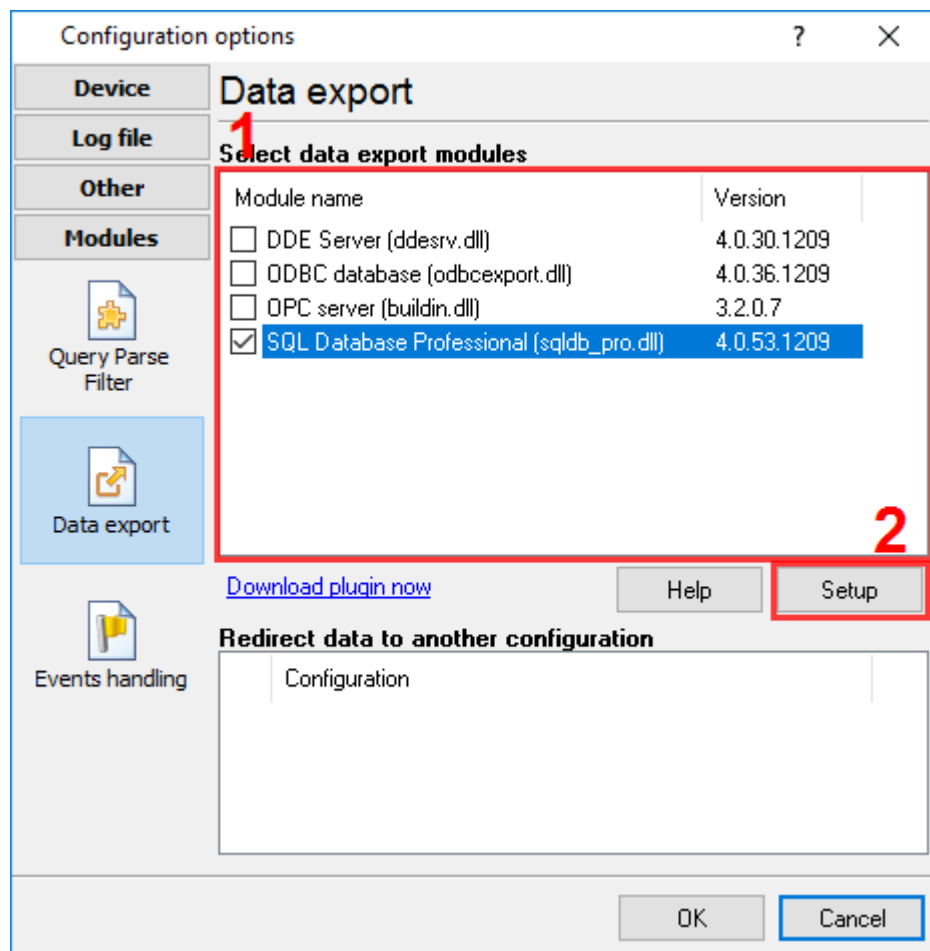 Configuration options ?
Device
Log file
Other
Modules
Query Parse
Filter
Data export
Events handling
Data export
1
Select data export modules
Module name Version
DDE Server (ddesrv.dll) 4.0.30.1209
ODBC database (odbcexport.dll) 4.0.36.1209
OPC server (buildin.dll) 3.2.0.7
SQL Database Professional (sqldb_pro.dll) 4.0.53.1209
2
Download plugin now Help Setup
Redirect data to another configuration
Configuration
OK Cancel